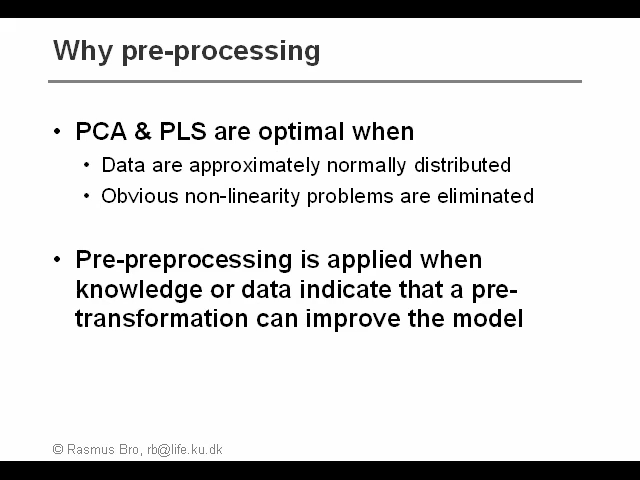 Why pre-processing
• PCA & PLS are optimal when
• Data are approximately normally distributed
• Obvious non-linearity problems are eliminated
• Pre-preprocessing is applied when
knowledge or data indicate that a pre-
transformation can improve the model
© Rasmus Bro, rb@life.ku.dk